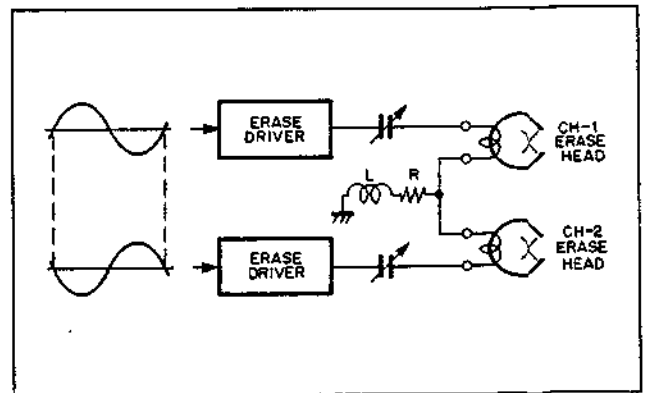 ERASE
DRIVER
CH-1
ERASE
HEAD
L
R
ERASE
DRIVER
CH-2
ERASE
HEAD